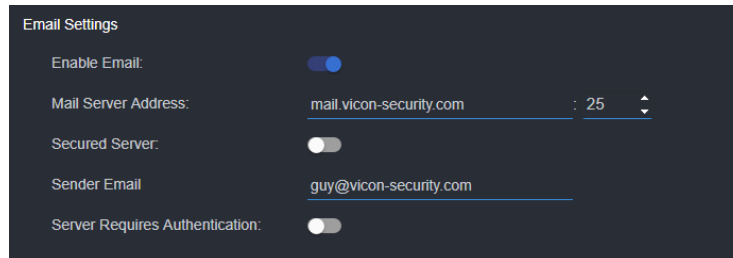 Email Settings
Enable Email:
Mail Server Address: mail.vicon-security.com : 25
Secured Server:
Sender Email guy@vicon-security.com
Server Requires Authentication: